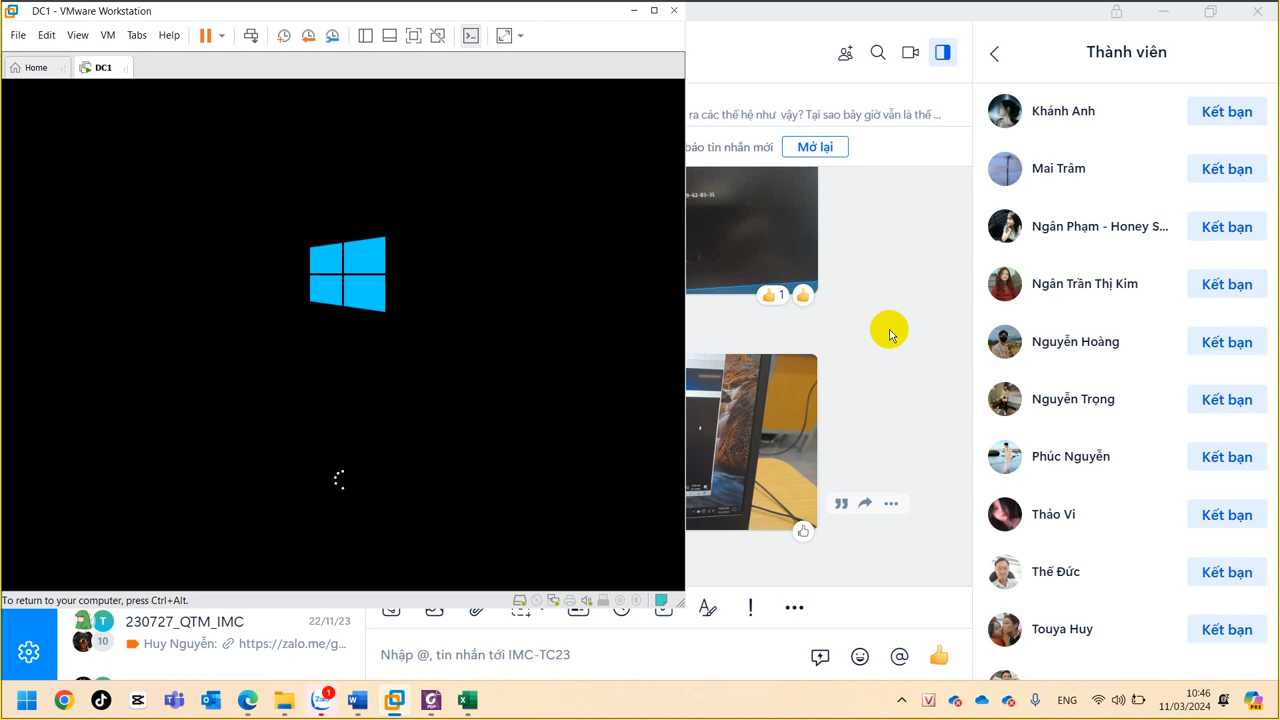 DC1 - VMware Workstation
File Edit View VM Tabs Help
Home
DC1
To return to your computer, press Ctrl+Alt.
ra các thế hệ như vậy? Tại sao bây giờ vẫn là thế ...
báo tin nhắn mới
Mở lại
1
Thành viên
Khánh Anh Kết bạn
Mai Trâm Kết bạn
Ngân Phạm - Honey S... Kết bạn
Ngân Trần Thị Kim Kết bạn
Nguyễn Hoàng Kết bạn
Nguyễn Trọng Kết bạn
Phúc Nguyễn Kết bạn
Thảo Vi Kết bạn
Thế Đức Kết bạn
Touya Huy Kết bạn
T
10
230727_QTM_IMC 22/11/23
Huy Nguyễn: https://zalo.me/g...
Nhập @, tin nhắn tới IMC-TC23
Zalo
1
ENG
10:46
11/03/2024
PRE